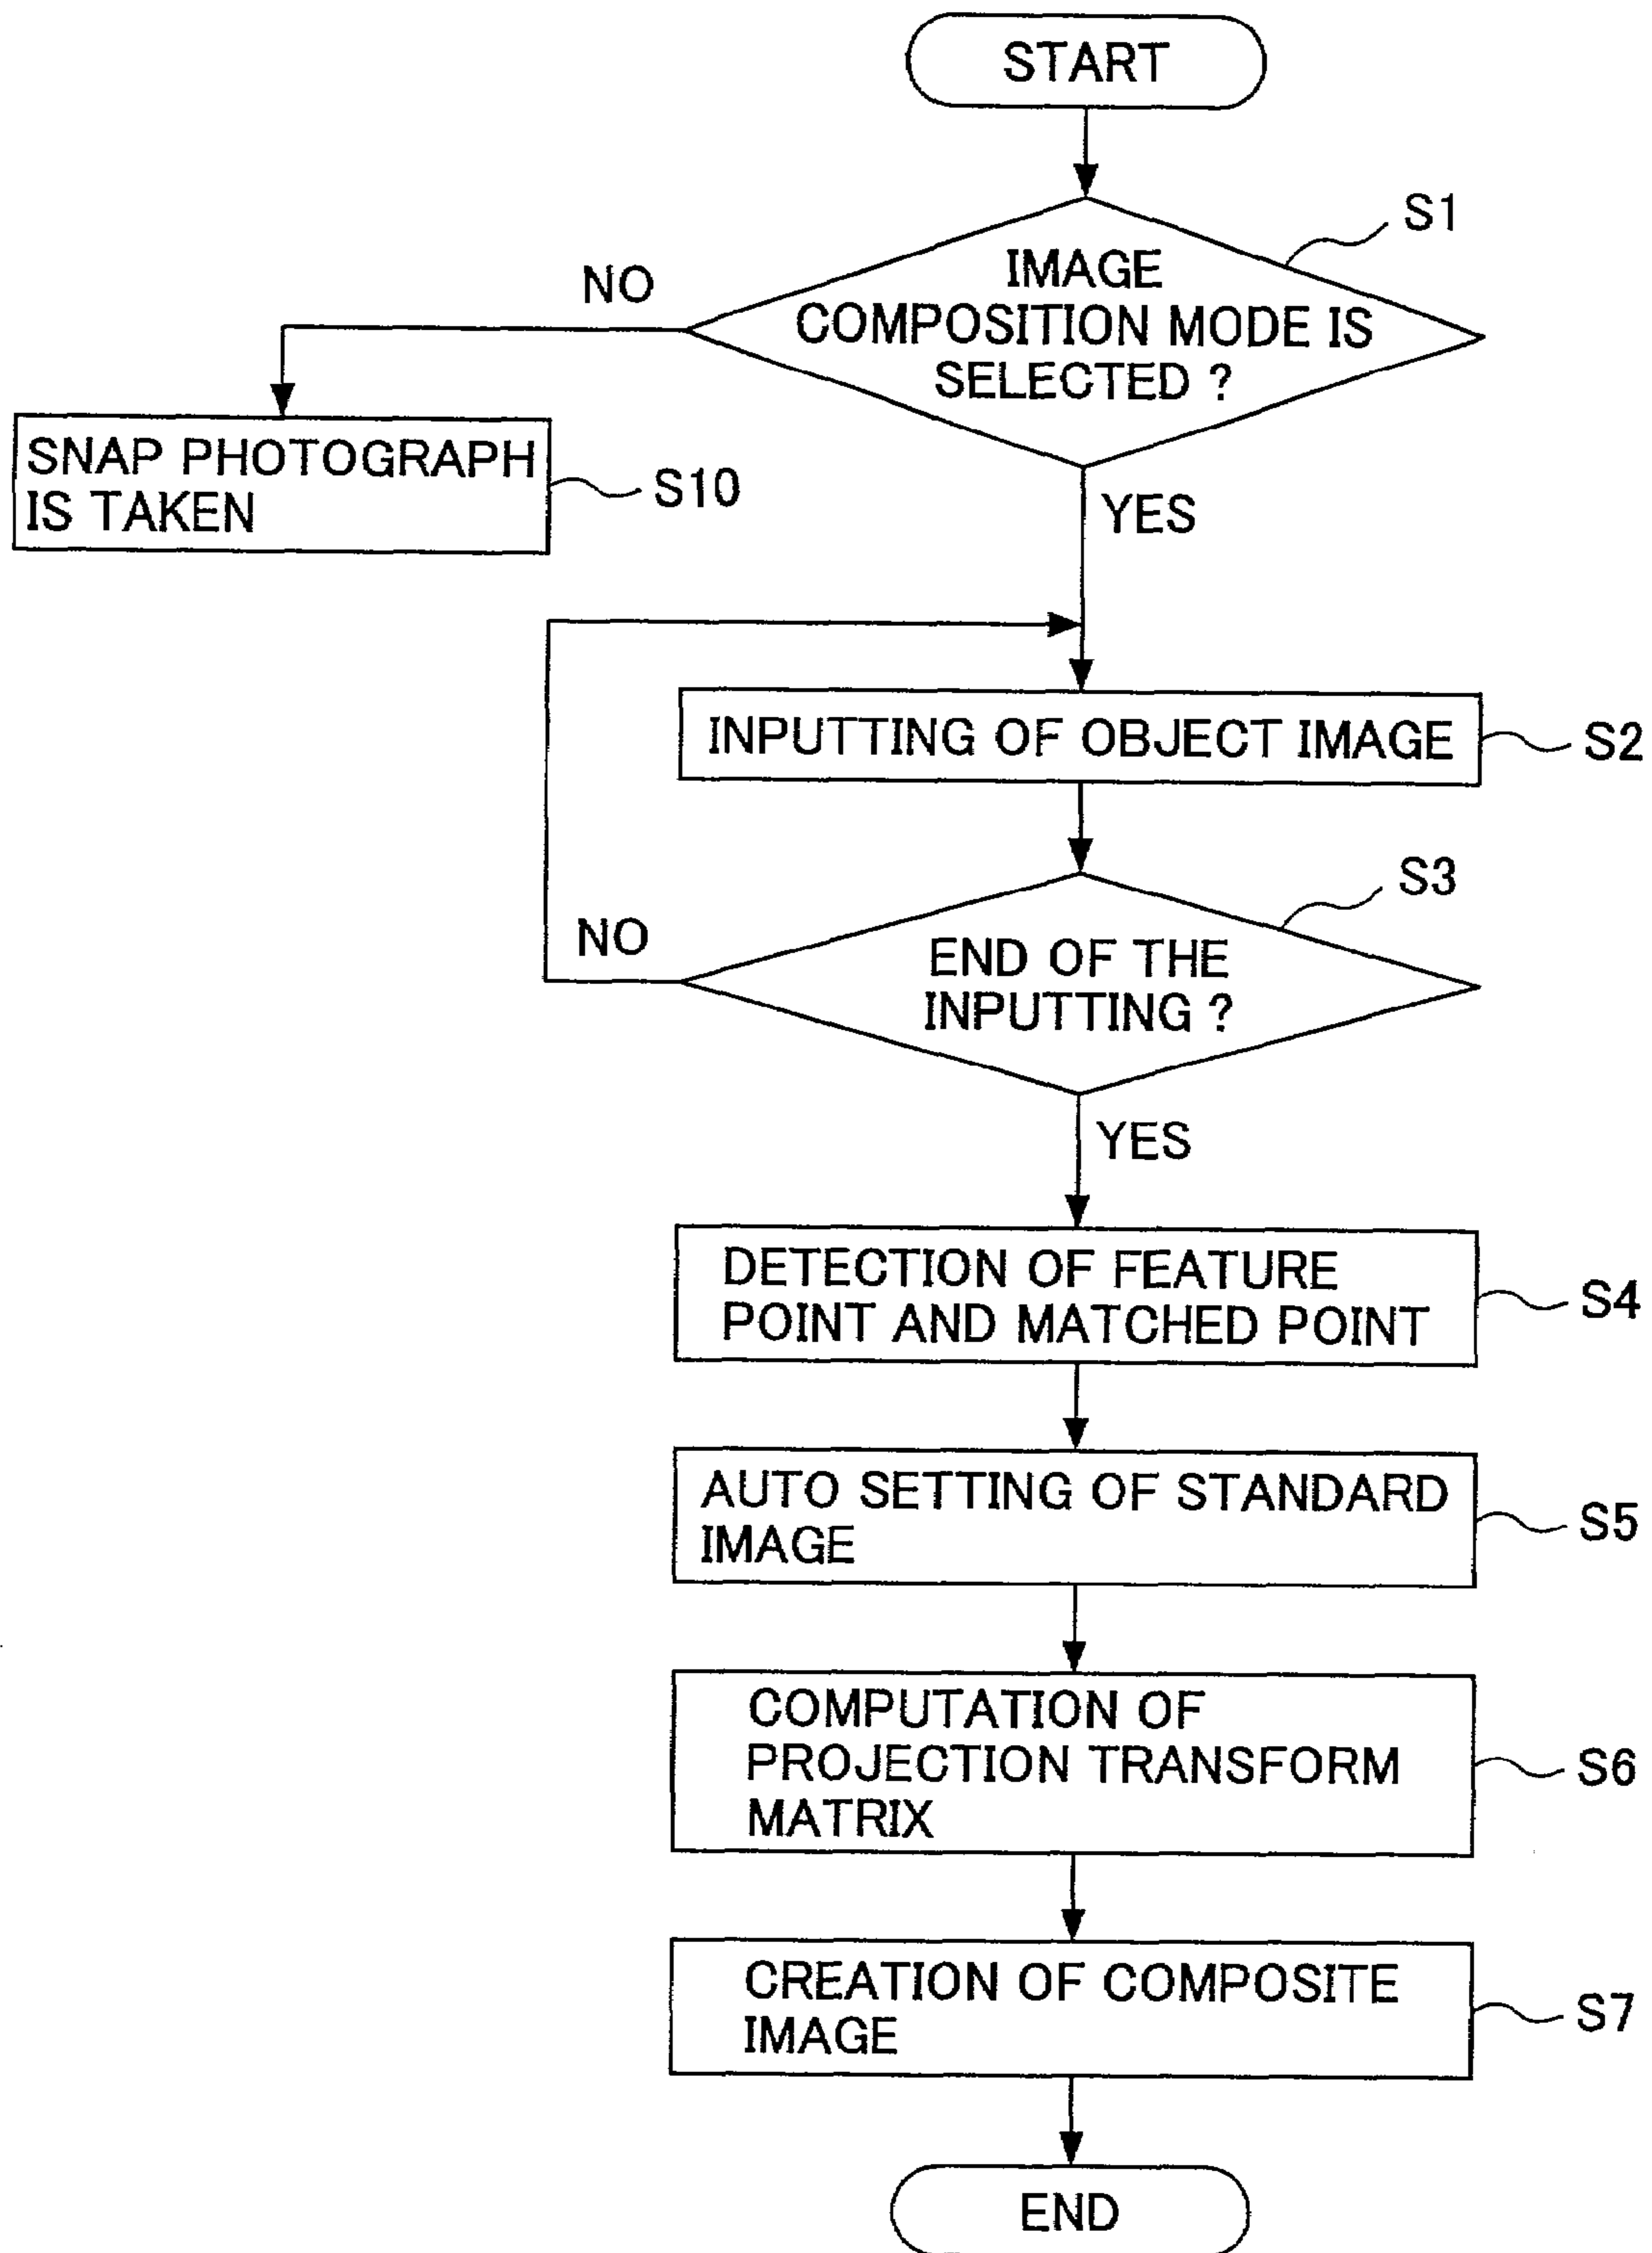 START
S1
IMAGE
COMPOSITION MODE IS
SELECTED ?
NO
SNAP PHOTOGRAPH
IS TAKEN
S10
YES
INPUTTING OF OBJECT IMAGE
S2
S3
END OF THE
INPUTTING ?
NO
YES
DETECTION OF FEATURE
POINT AND MATCHED POINT
S4
AUTO SETTING OF STANDARD
IMAGE
S5
COMPUTATION OF
PROJECTION TRANSFORM
MATRIX
S6
CREATION OF COMPOSITE
IMAGE
S7
END